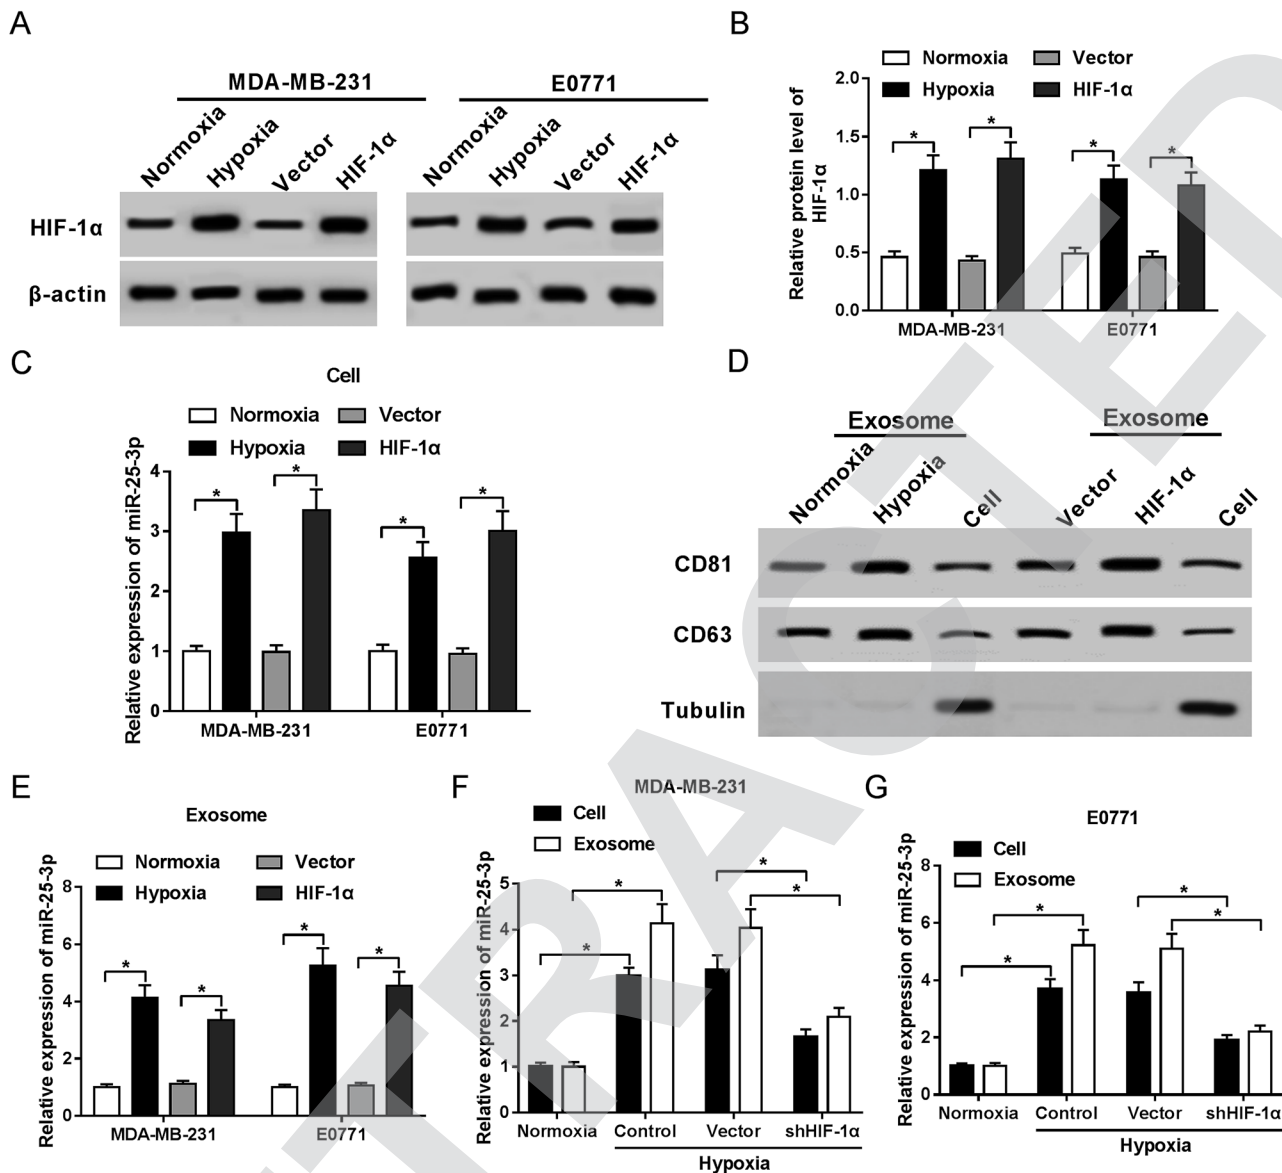 A
MDA-MB-231
E0771
Normoxia
Hypoxia
Vector
HIF-1α
Normoxia
Hypoxia
Vector
HIF-1α
HIF-1α
β-actin
B
Normoxia
Vector
Hypoxia
HIF-1α
Relative protein level of
HIF-1α
2.0
1.5
1.0
0.5
0.0
*
*
*
*
MDA-MB-231
E0771
C
Cell
Normoxia
Vector
Hypoxia
HIF-1α
Relative expression of miR-25-3p
4
3
2
1
0
*
*
*
*
MDA-MB-231
E0771
D
Exosome
Exosome
Normoxia
Hypoxia
Cell
Vector
HIF-1α
Cell
CD81
CD63
Tubulin
E
Exosome
Normoxia
Vector
Hypoxia
HIF-1α
Relative expression of miR-25-3p
8
6
4
2
0
*
*
*
*
MDA-MB-231
E0771
F
MDA-MB-231
Cell
Exosome
Relative expression of miR-25-3p
5
4
3
2
1
0
*
*
*
*
Normoxia
Control
Vector
shHIF-1α
Hypoxia
G
E0771
Cell
Exosome
Relative expression of miR-25-3p
8
6
4
2
0
*
*
*
*
Normoxia
Control
Vector
shHIF-1α
Hypoxia
TRACTED